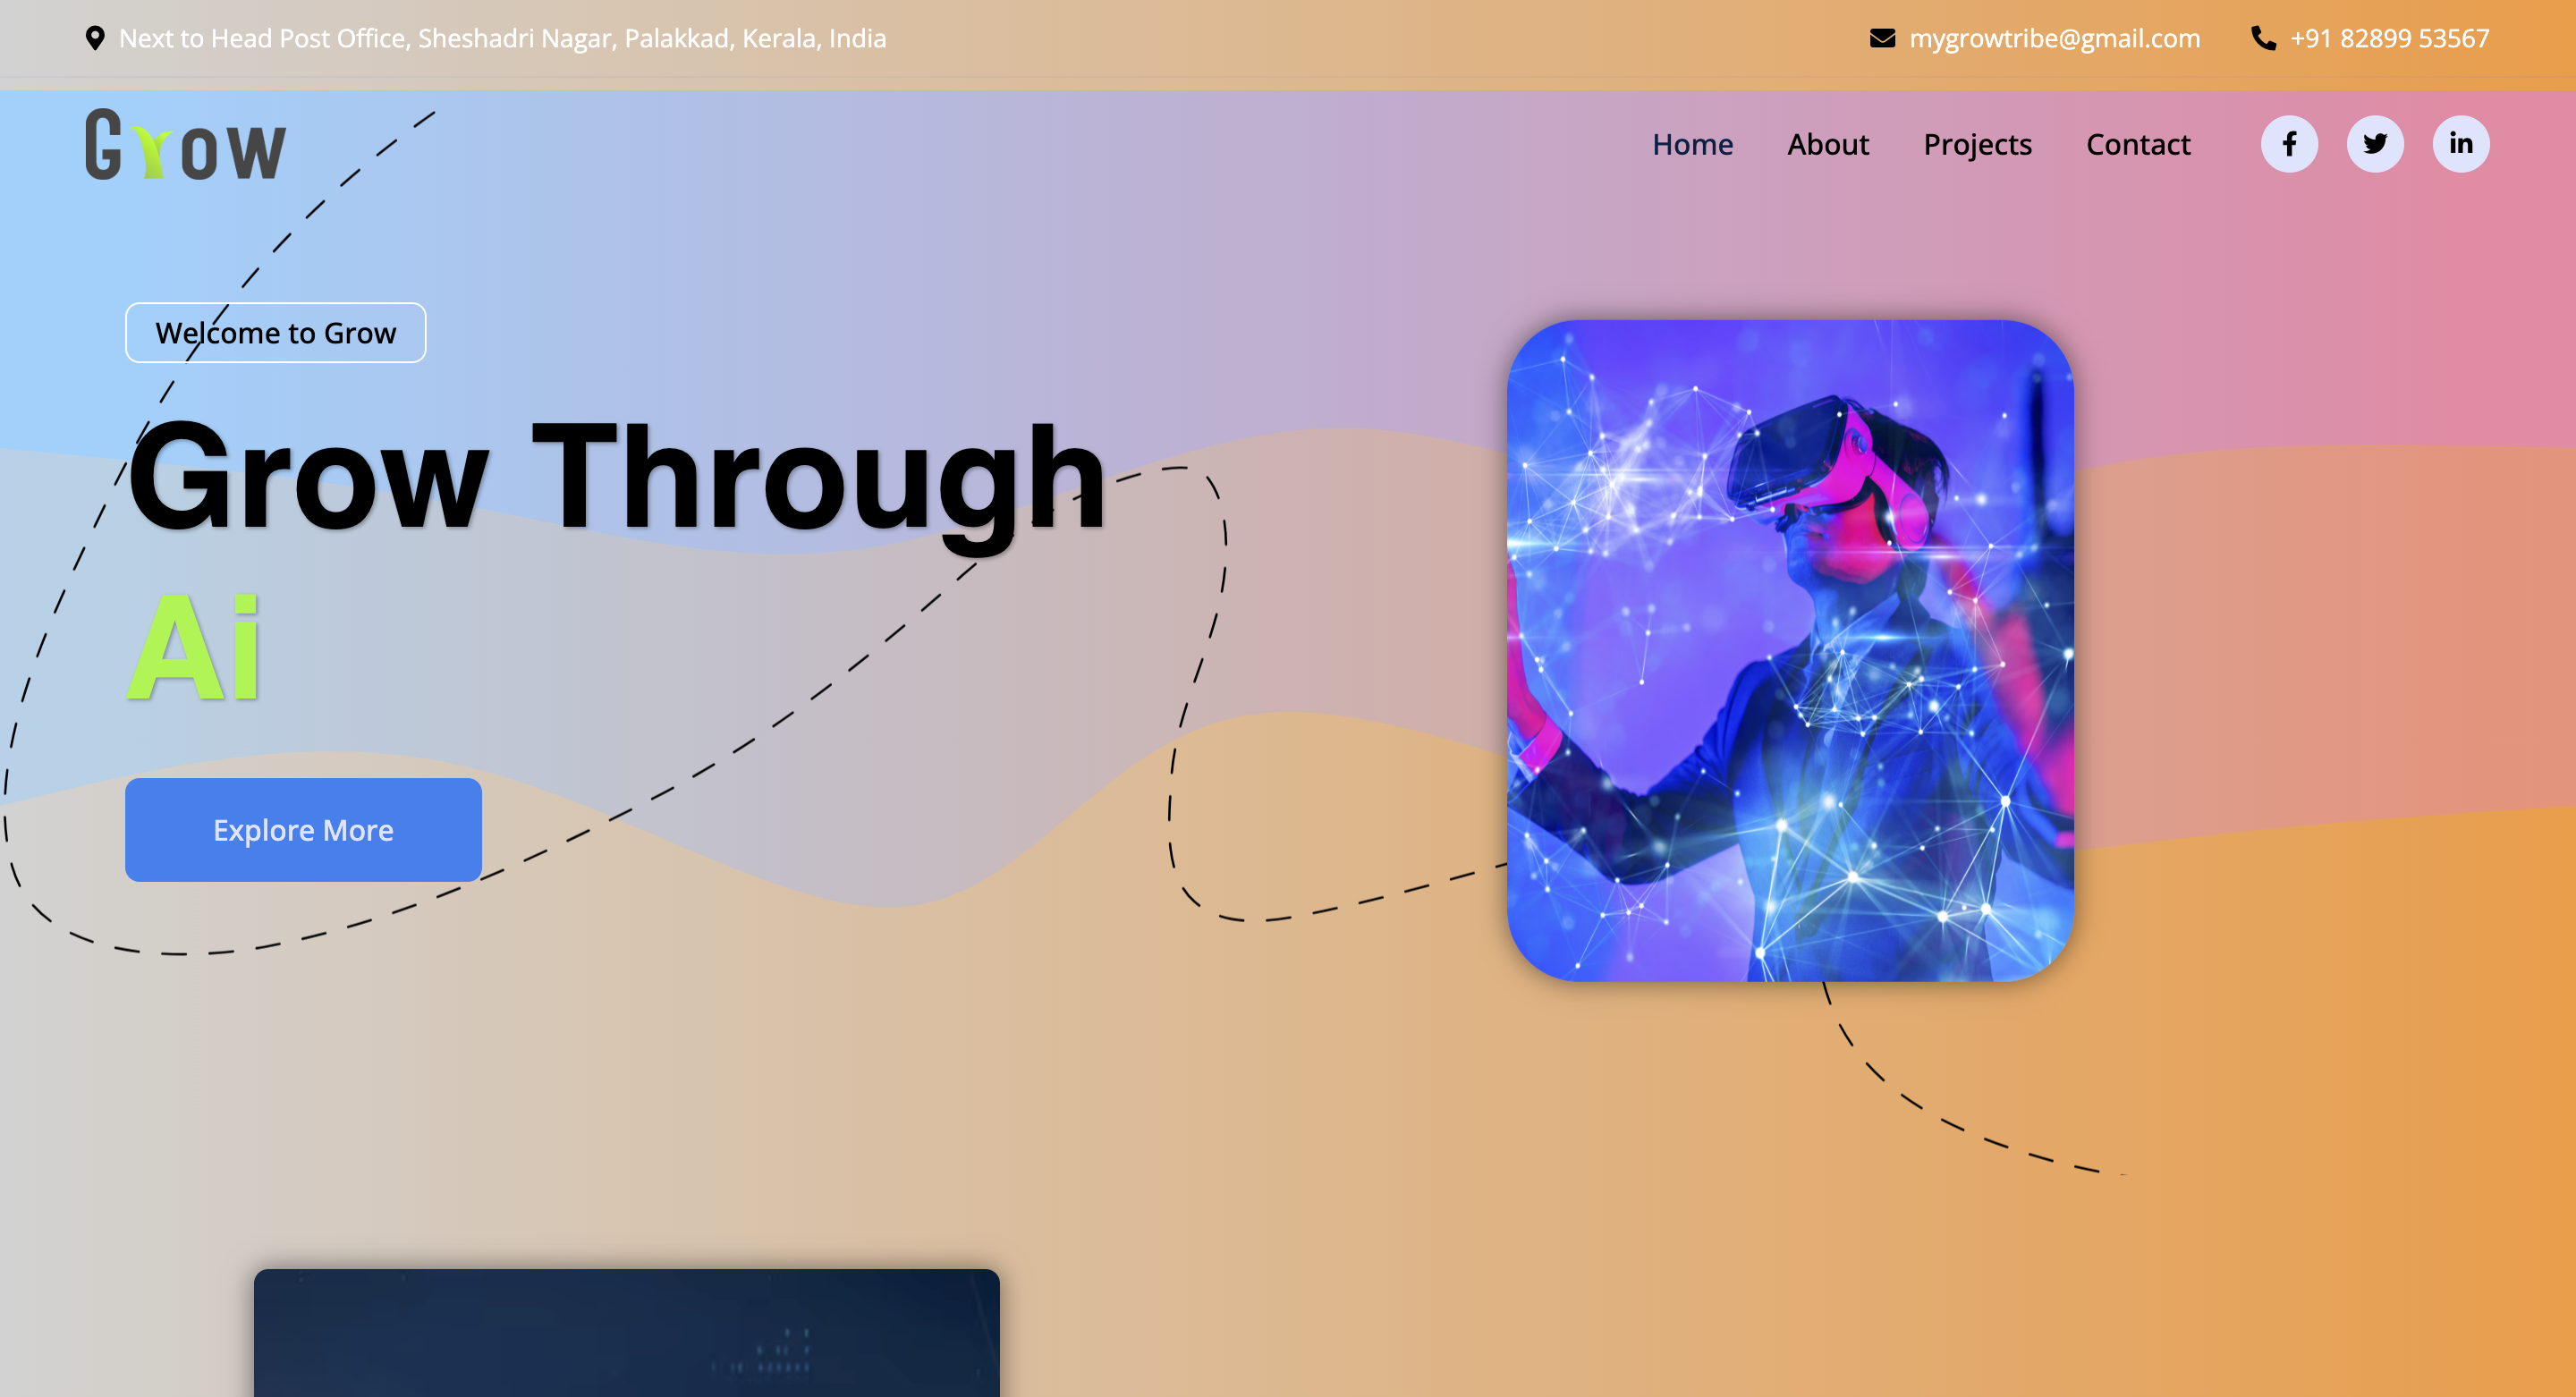 Next to Head Post Office, Sheshadri Nagar, Palakkad, Kerala, India
mygrowtribe@gmail.com
+91 82899 53567
Grow
Home
About
Projects
Contact
Welcome to Grow
Grow Through
Ai
Explore More